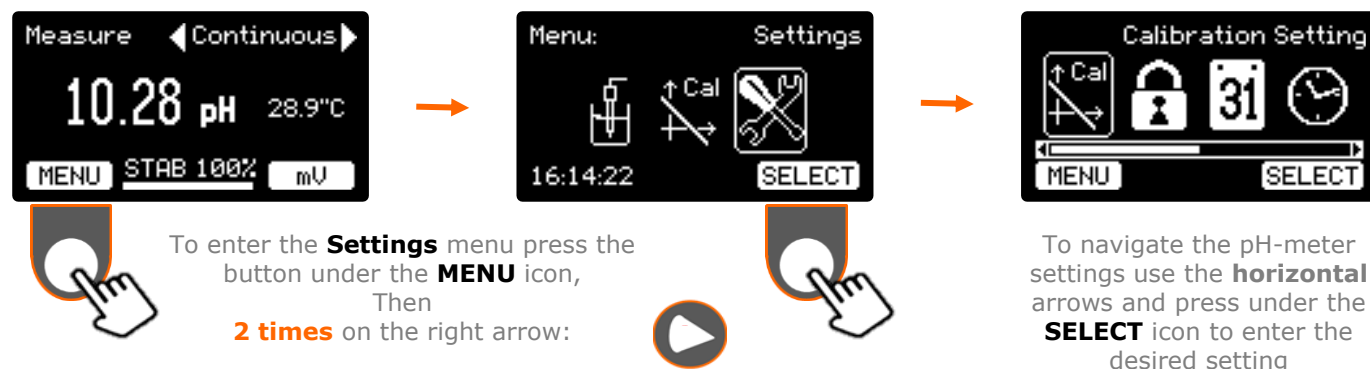 Measure ◀Continuous▶
10.28 pH 28.9°C
MENU STAB 100% mV
Menu: Settings
↑Cal
16:14:22 SELECT
Calibration Setting
↑Cal 31
MENU SELECT
To enter the Settings menu press the
button under the MENU icon,
Then
2 times on the right arrow:
To navigate the pH-meter
settings use the horizontal
arrows and press under the
SELECT icon to enter the
desired setting